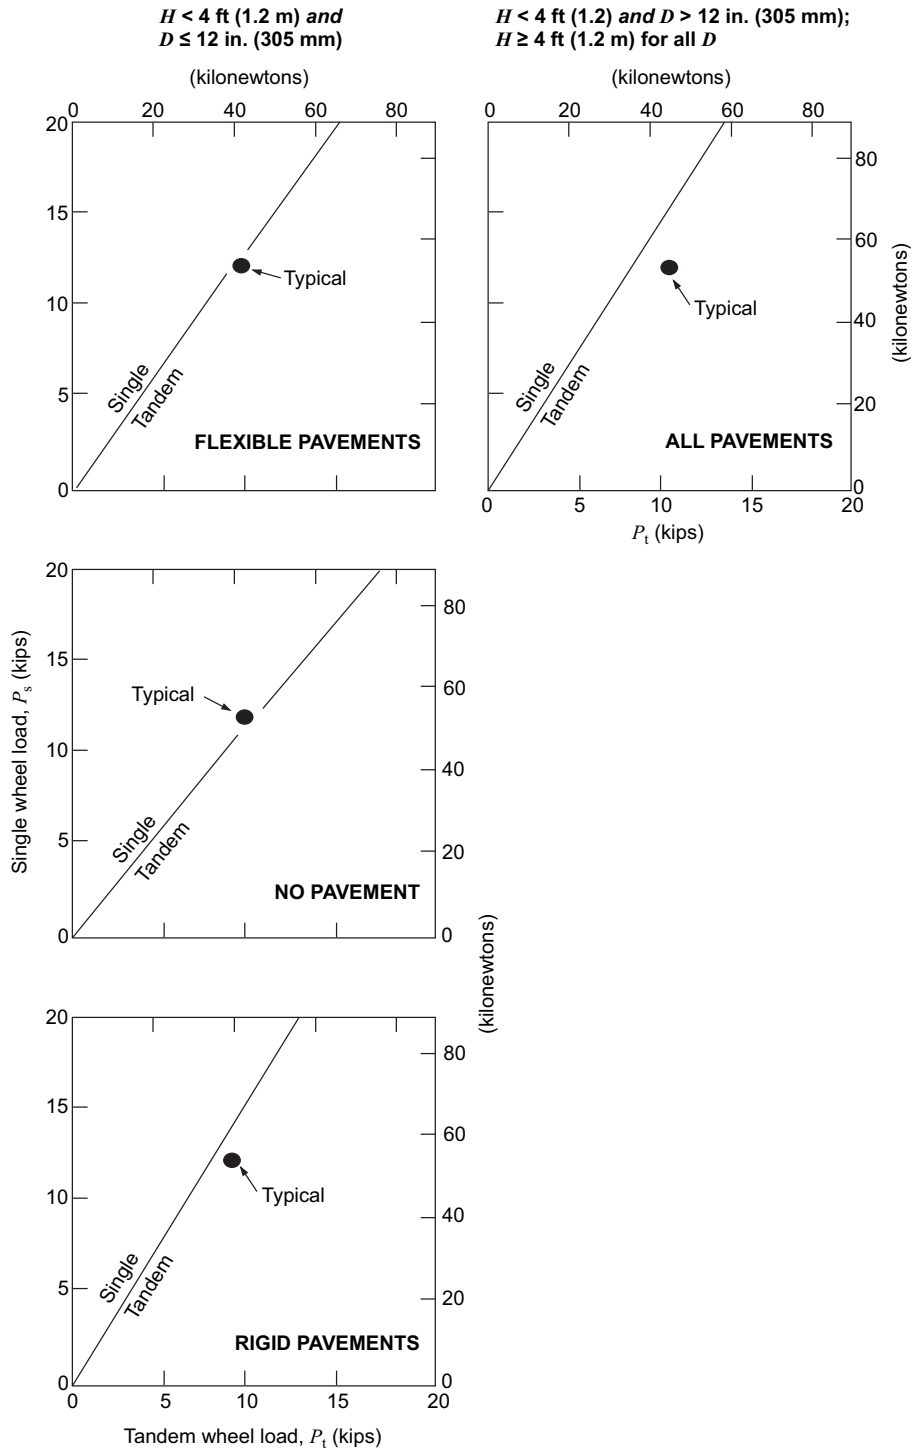 H < 4 ft (1.2 m) and
D ≤ 12 in. (305 mm)
H < 4 ft (1.2) and D > 12 in. (305 mm);
H ≥ 4 ft (1.2 m) for all D
(kilonewtons)
0 20 40 60 80
20
15
10
5
0
Typical
Single
Tandem
FLEXIBLE PAVEMENTS
(kilonewtons)
0 20 40 60 80
80
60
40
20
0
(kilonewtons)
Typical
Single
Tandem
ALL PAVEMENTS
0 5 10 15 20
Pt (kips)
Single wheel load, Ps (kips)
20
15
10
5
0
Typical
Single
Tandem
NO PAVEMENT
80
60
40
20
0
(kilonewtons)
20
15
10
5
0
Typical
Single
Tandem
RIGID PAVEMENTS
80
60
40
20
0
0 5 10 15 20
Tandem wheel load, Pt (kips)